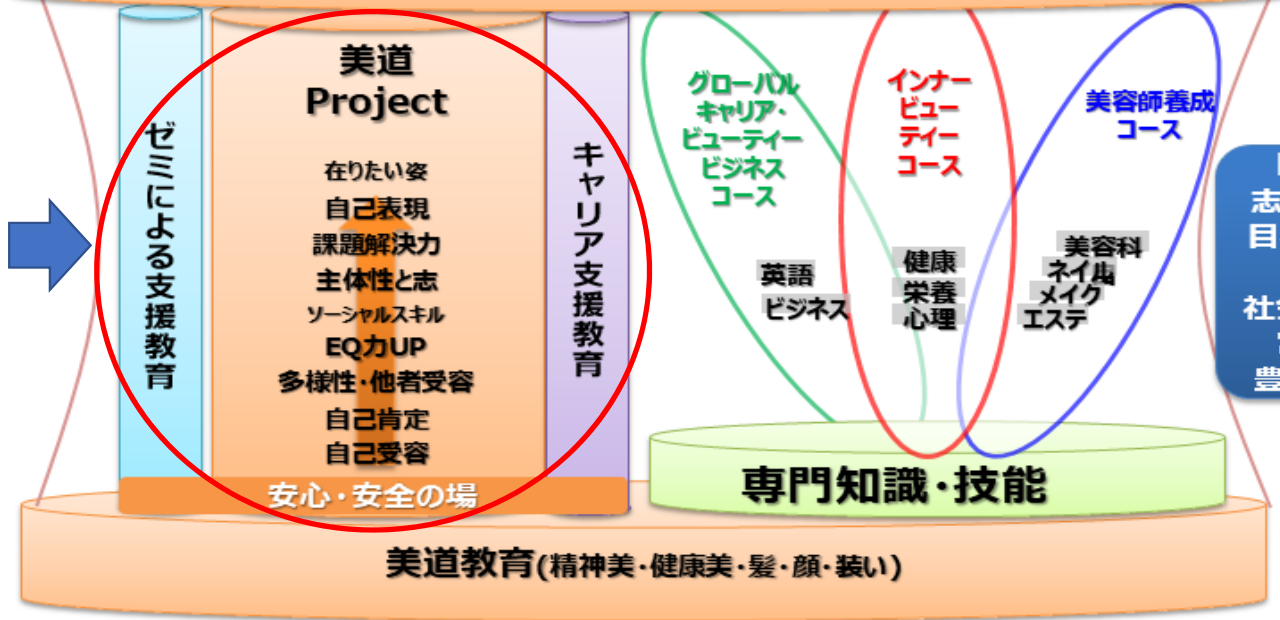 ゼミによる支援教育
美道
Project
在りたい姿
自己表現
課題解決力
主体性と志
ソーシャルスキル
EQ力UP
多様性・他者受容
自己肯定
自己受容
安心・安全の場
キャリア支援教育
グローバル
キャリア・
ビューティー
ビジネス
コース
英語
ビジネス
インナー
ビュー
ティー
コース
健康
栄養
心理
美容師養成
コース
美容科
ネイル
メイク
エステ
専門知識・技能
美道教育(精神美・健康美・髪・顔・装い)
志
目
社
豊